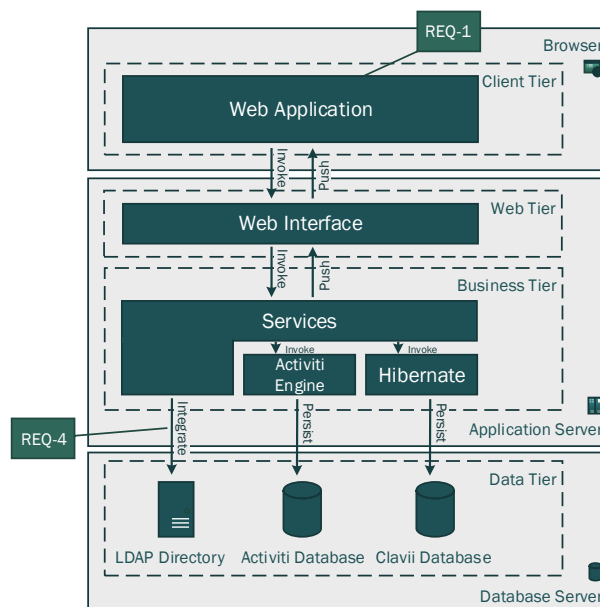 REQ-1
Browser
Client Tier
Web Application
Invoke
Push
Web Tier
Web Interface
Invoke
Push
Business Tier
Services
Invoke
Invoke
Activiti
Engine
Hibernate
Application Server
REQ-4
Integrate
Persist
Persist
Data Tier
LDAP Directory
Activiti Database
Clavii Database
Database Server